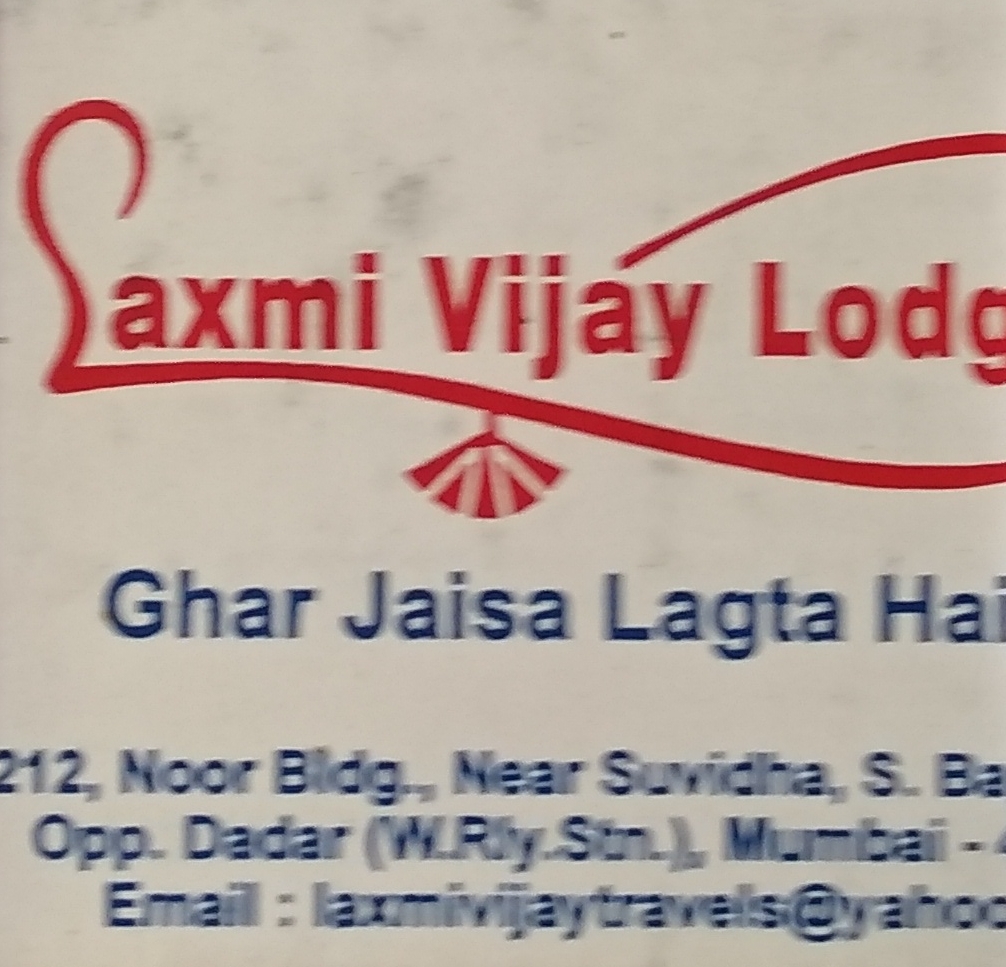 Laxmi Vijay Lodg
Ghar Jaisa Lagta Hai
212, Noor Bldg., Near Suvidha, S. Ba
Opp. Dadar (W.Rly.Stn.), Mumbai - 4
Email : laxmivijaytravels@yahoo